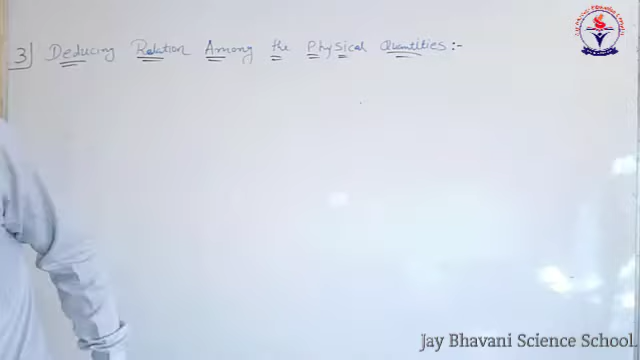 3] Deducing Relation Among the Physical Quantities :-
Jay Bhavani Science School.